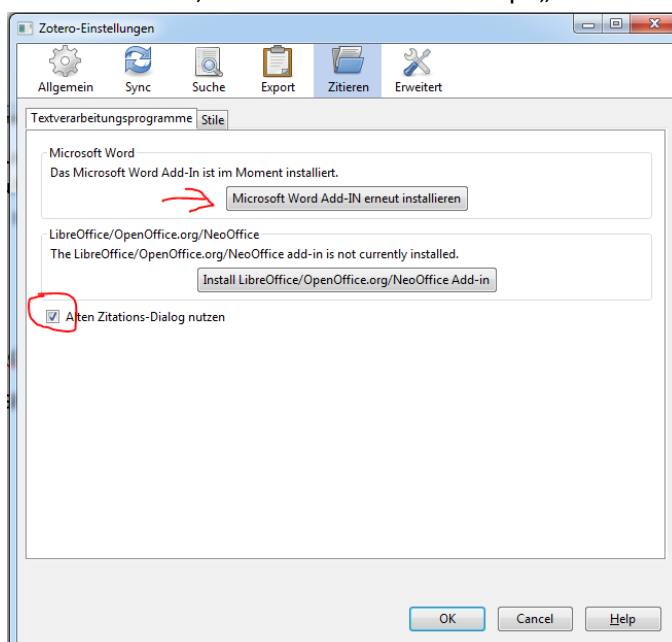 Zotero-Einstellungen
Allgemein Sync Suche Export Zitieren Erweitert
Textverarbeitungsprogramme Stile
Microsoft Word
Das Microsoft Word Add-In ist im Moment installiert.
Microsoft Word Add-IN erneut installieren
LibreOffice/OpenOffice.org/NeoOffice
The LibreOffice/OpenOffice.org/NeoOffice add-in is not currently installed.
Install LibreOffice/OpenOffice.org/NeoOffice Add-in
Alten Zitations-Dialog nutzen
OK Cancel Help